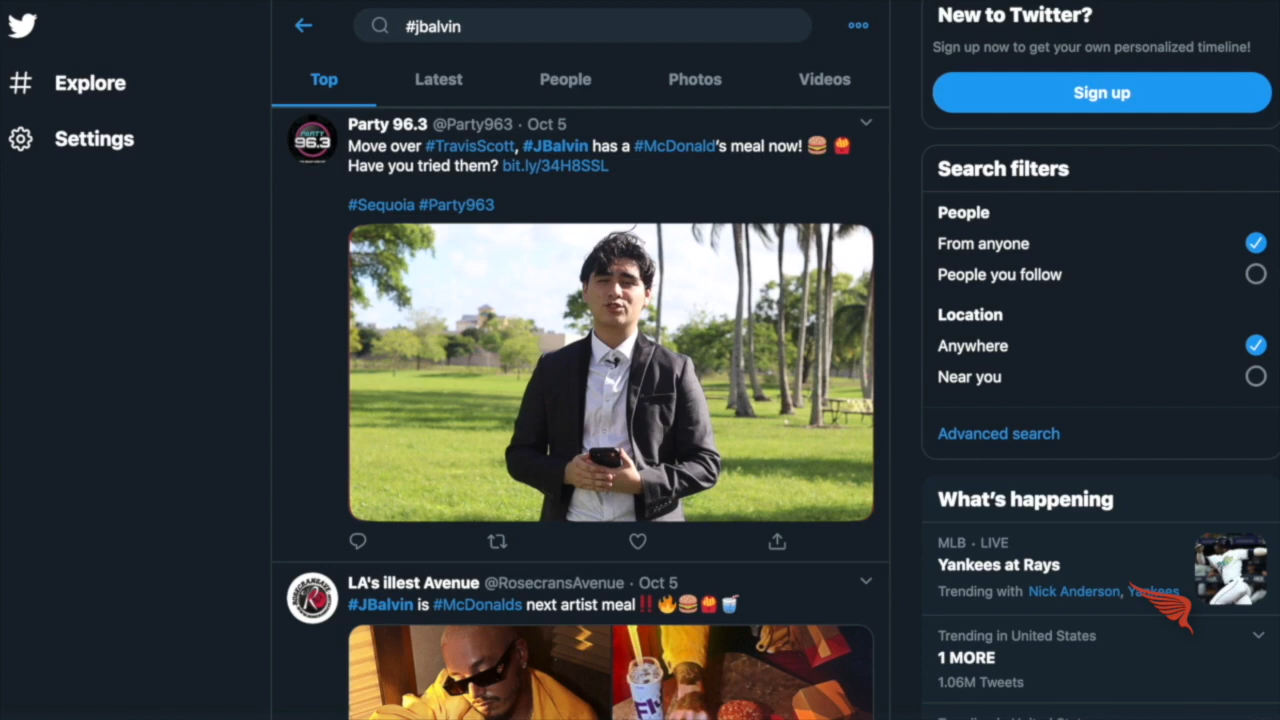 #jbalvin
Explore
Settings
Top
Latest
People
Photos
Videos
Party 96.3 @Party963 · Oct 5
Move over #TravisScott, #JBalvin has a #McDonald's meal now! 🍔 🍟
Have you tried them? bit.ly/34H8SSL
#Sequoia #Party963
PARTY
96.3
LA's illest Avenue @RosecransAvenue · Oct 5
#JBalvin is #McDonalds next artist meal‼️🔥🍔🍟🥤
New to Twitter?
Sign up now to get your own personalized timeline!
Sign up
Search filters
People
From anyone
People you follow
Location
Anywhere
Near you
Advanced search
What's happening
MLB · LIVE
Yankees at Rays
Trending with Nick Anderson, Yankees
Trending in United States
1 MORE
1.06M Tweets